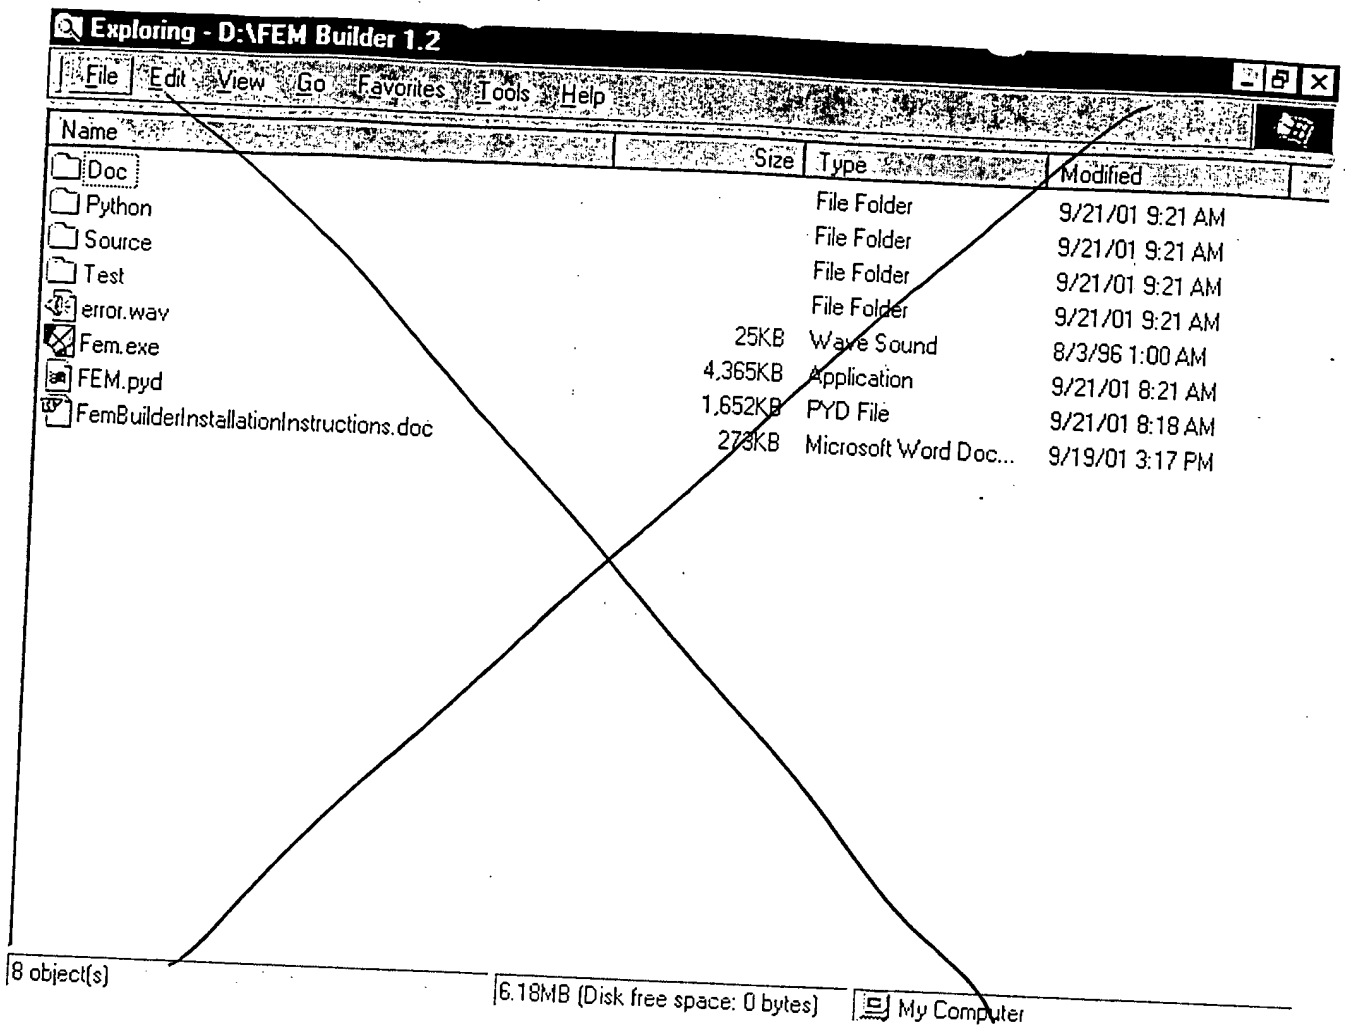 Exploring - D:\FEM Builder 1.2
File Edit View Go Favorites Tools Help
Name Size Type Modified
Doc File Folder 9/21/01 9:21 AM
Python File Folder 9/21/01 9:21 AM
Source File Folder 9/21/01 9:21 AM
Test File Folder 9/21/01 9:21 AM
error.wav 25KB Wave Sound 8/3/96 1:00 AM
Fem.exe 4,365KB Application 9/21/01 8:21 AM
FEM.pyd 1,652KB PYD File 9/21/01 8:18 AM
FemBuilderInstallationInstructions.doc 273KB Microsoft Word Doc... 9/19/01 3:17 PM
8 object(s) 6.18MB (Disk free space: 0 bytes) My Computer